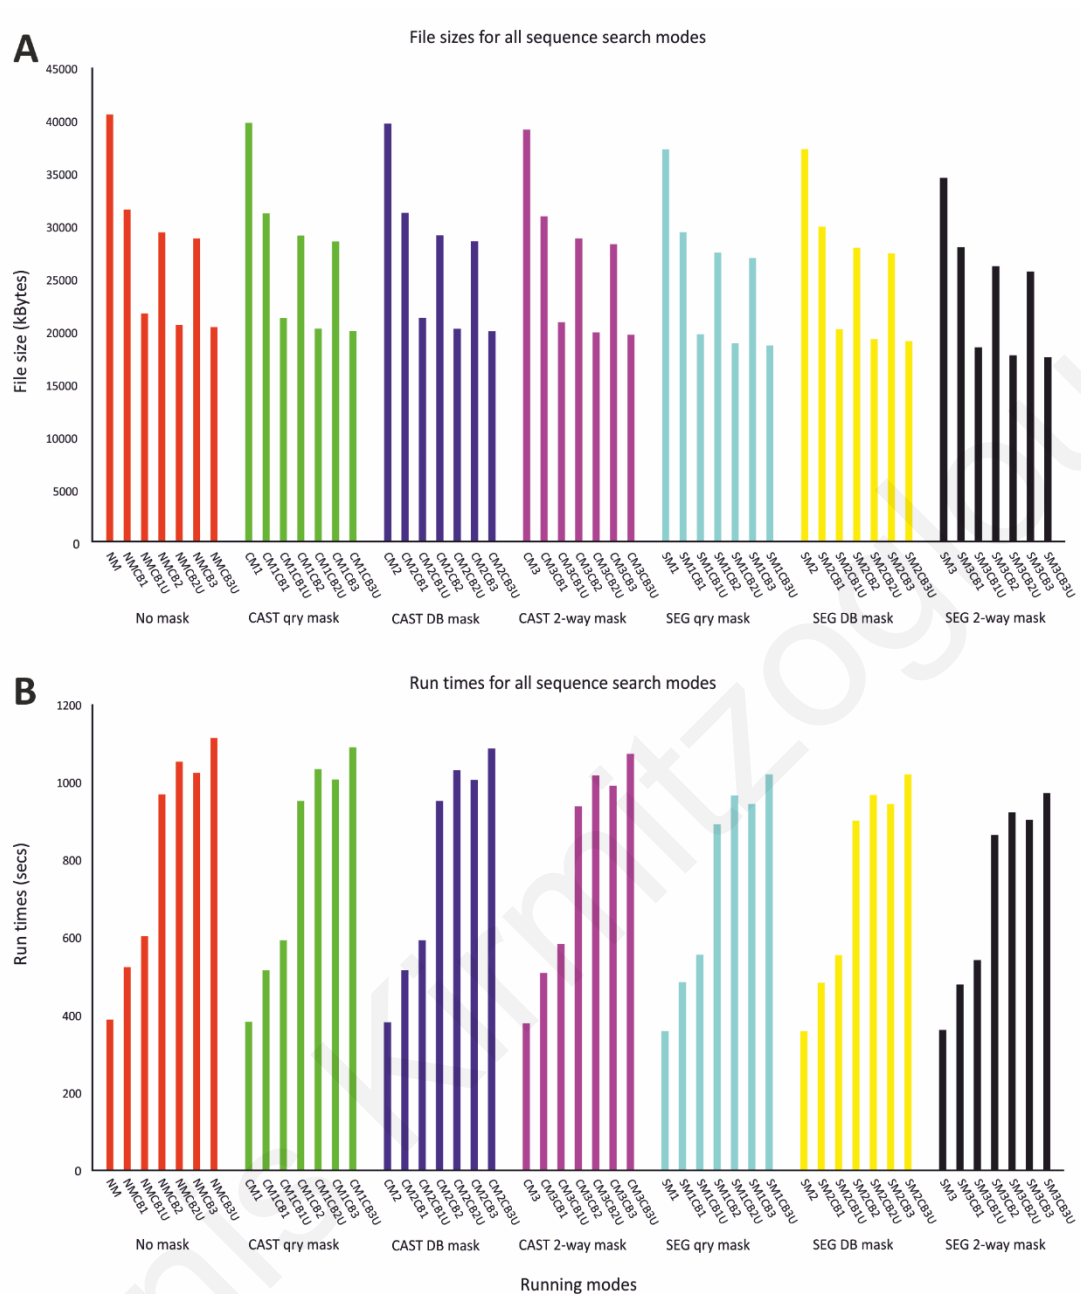 A
File sizes for all sequence search modes
File size (kBytes)
45000
40000
35000
30000
25000
20000
15000
10000
5000
0
NM NMCB1 NMCB1U NMCB2 NMCB2U NMCB3 NMCB3U CM1 CM1CB1 CM1CB1U CM1CB2 CM1CB2U CM1CB3 CM1CB3U CM2 CM2CB1 CM2CB1U CM2CB2 CM2CB2U CM2CB3 CM2CB3U CM3 CM3CB1 CM3CB1U CM3CB2 CM3CB2U CM3CB3 CM3CB3U SM1 SM1CB1 SM1CB1U SM1CB2 SM1CB2U SM1CB3 SM1CB3U SM2 SM2CB1 SM2CB1U SM2CB2 SM2CB2U SM2CB3 SM2CB3U SM3 SM3CB1 SM3CB1U SM3CB2 SM3CB2U SM3CB3 SM3CB3U
No mask CAST qry mask CAST DB mask CAST 2-way mask SEG qry mask SEG DB mask SEG 2-way mask
B
Run times for all sequence search modes
Run times (secs)
1200
1000
800
600
400
200
0
NM NMCB1 NMCB1U NMCB2 NMCB2U NMCB3 NMCB3U CM1 CM1CB1 CM1CB1U CM1CB2 CM1CB2U CM1CB3 CM1CB3U CM2 CM2CB1 CM2CB1U CM2CB2 CM2CB2U CM2CB3 CM2CB3U CM3 CM3CB1 CM3CB1U CM3CB2 CM3CB2U CM3CB3 CM3CB3U SM1 SM1CB1 SM1CB1U SM1CB2 SM1CB2U SM1CB3 SM1CB3U SM2 SM2CB1 SM2CB1U SM2CB2 SM2CB2U SM2CB3 SM2CB3U SM3 SM3CB1 SM3CB1U SM3CB2 SM3CB2U SM3CB3 SM3CB3U
No mask CAST qry mask CAST DB mask CAST 2-way mask SEG qry mask SEG DB mask SEG 2-way mask
Running modes